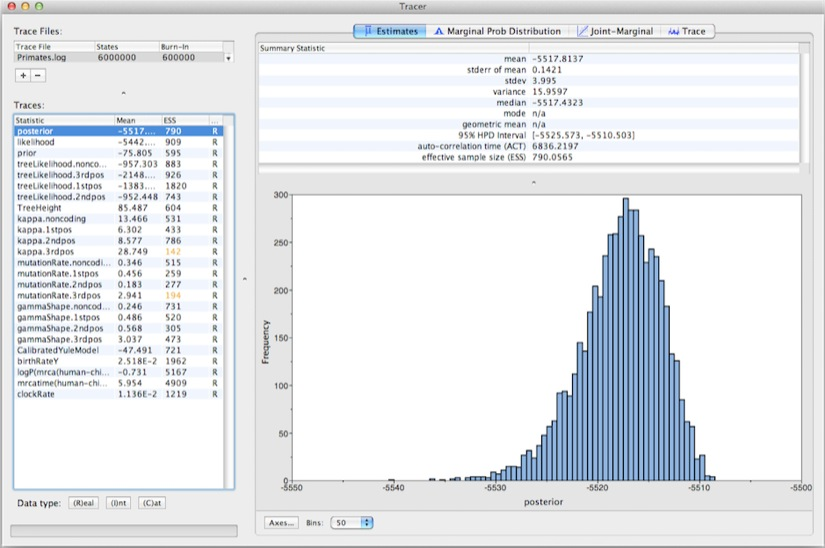 Tracer
Trace Files:
Trace File States Burn-In
Primates.log 6000000 600000
+ −
Traces:
Statistic Mean ESS ...
posterior -5517.... 790 R
likelihood -5442.... 909 R
prior -75.805 595 R
treeLikelihood.nonco... -957.303 883 R
treeLikelihood.3rdpos -2148.... 926 R
treeLikelihood.1stpos -1383.... 1820 R
treeLikelihood.2ndpos -952.448 743 R
TreeHeight 85.487 604 R
kappa.noncoding 13.466 531 R
kappa.1stpos 6.302 433 R
kappa.2ndpos 8.577 786 R
kappa.3rdpos 28.749 142 R
mutationRate.noncodi... 0.346 515 R
mutationRate.1stpos 0.456 259 R
mutationRate.2ndpos 0.183 277 R
mutationRate.3rdpos 2.941 194 R
gammaShape.noncod... 0.246 731 R
gammaShape.1stpos 0.486 520 R
gammaShape.2ndpos 0.568 305 R
gammaShape.3rdpos 3.037 473 R
CalibratedYuleModel -47.491 721 R
birthRateY 2.518E-2 1962 R
logP(mrca(human-chi... -0.731 5167 R
mrcatime(human-chi... 5.954 4909 R
clockRate 1.136E-2 1219 R
Data type: (R)eal (I)nt (C)at
Estimates Marginal Prob Distribution Joint-Marginal Trace
Summary Statistic
mean -5517.8137
stderr of mean 0.1421
stdev 3.995
variance 15.9597
median -5517.4323
mode n/a
geometric mean n/a
95% HPD Interval [-5525.573, -5510.503]
auto-correlation time (ACT) 6836.2197
effective sample size (ESS) 790.0565
300
250
200
150
100
50
0
Frequency
-5550 -5540 -5530 -5520 -5510 -5500
posterior
Axes... Bins: 50